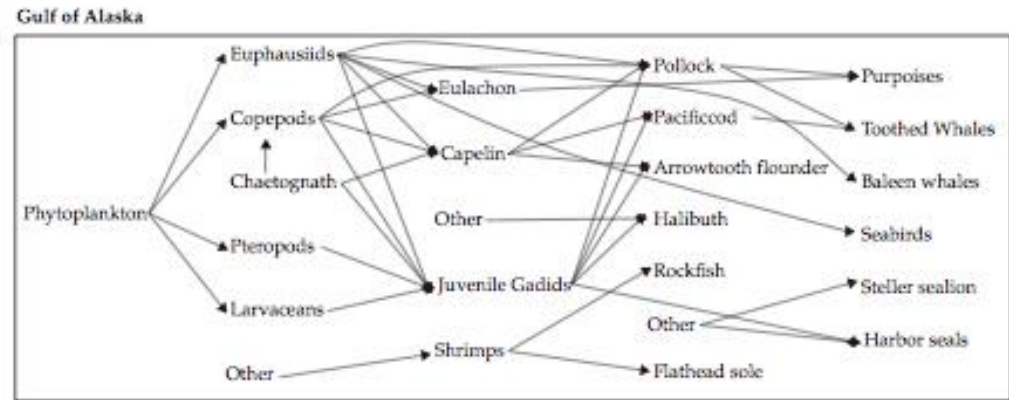 Gulf of Alaska
Euphausiids
Pollock
Purpoises
Eulachon
Copepods
Pacificcod
Toothed Whales
Capelin
Arrowtooth flounder
Chaetognath
Baleen whales
Phytoplankton
Other
Halibuth
Seabirds
Pteropods
Rockfish
Juvenile Gadids
Steller sealion
Larvaceans
Other
Harbor seals
Shrimps
Other
Flathead sole